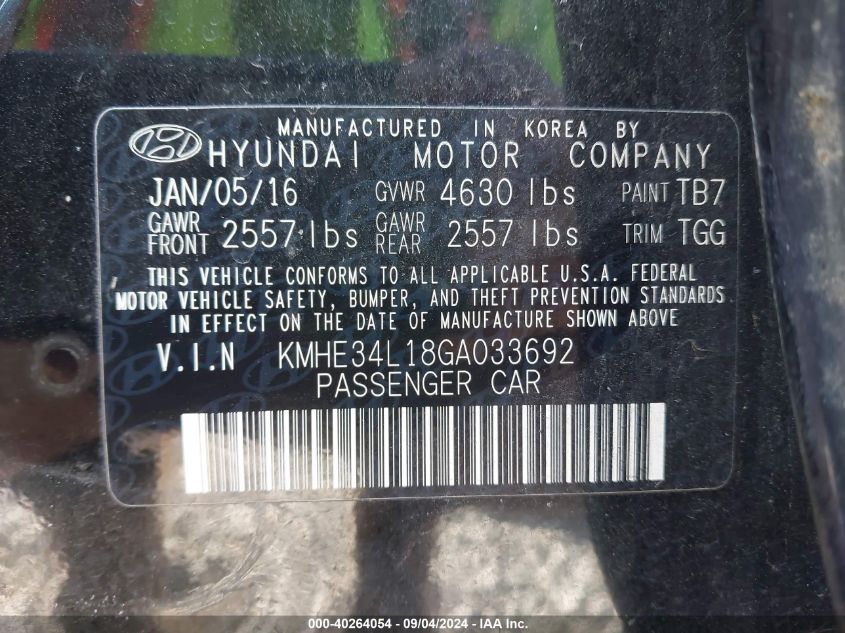 MANUFACTURED IN KOREA BY
HYUNDAI MOTOR COMPANY
JAN/05/16 GVWR 4630 lbs PAINT TB7
GAWR FRONT 2557 lbs GAWR REAR 2557 lbs TRIM TGG
THIS VEHICLE CONFORMS TO ALL APPLICABLE U.S.A. FEDERAL
MOTOR VEHICLE SAFETY, BUMPER, AND THEFT PREVENTION STANDARDS
IN EFFECT ON THE DATE OF MANUFACTURE SHOWN ABOVE
V.I.N KMHE34L18GA033692
PASSENGER CAR
000-40264054 - 09/04/2024 - IAA Inc.